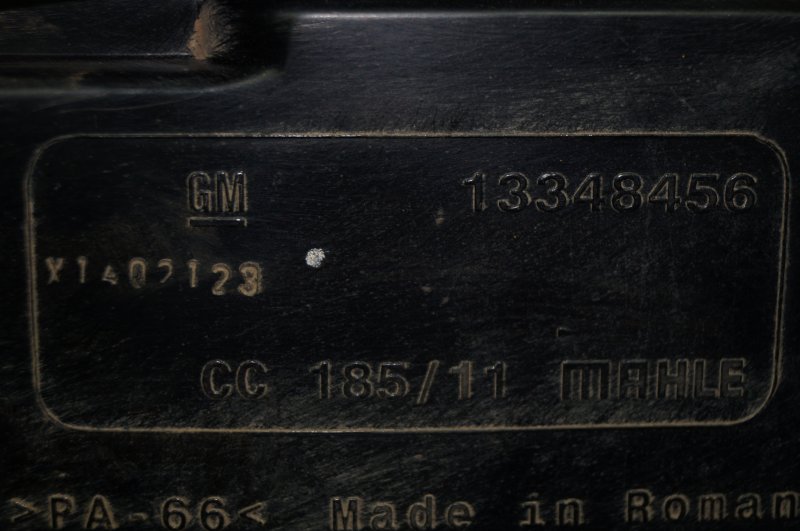 GM 13348456
X1402123
CC 185/11 MAHLE
>PA-66< Made in Roman